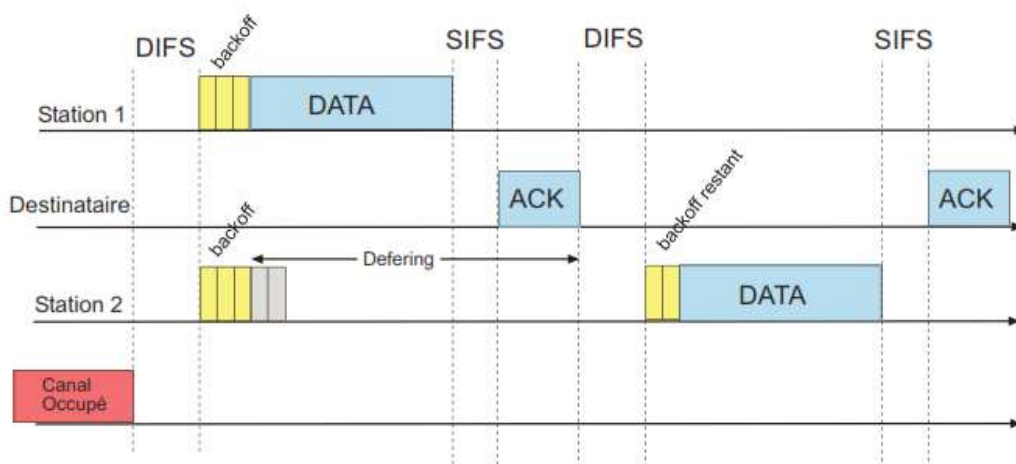 DIFS
backoff
SIFS
DIFS
SIFS
Station 1
DATA
Destinataire
ACK
backoff restant
ACK
backoff
Defering
Station 2
DATA
Canal
Occupé